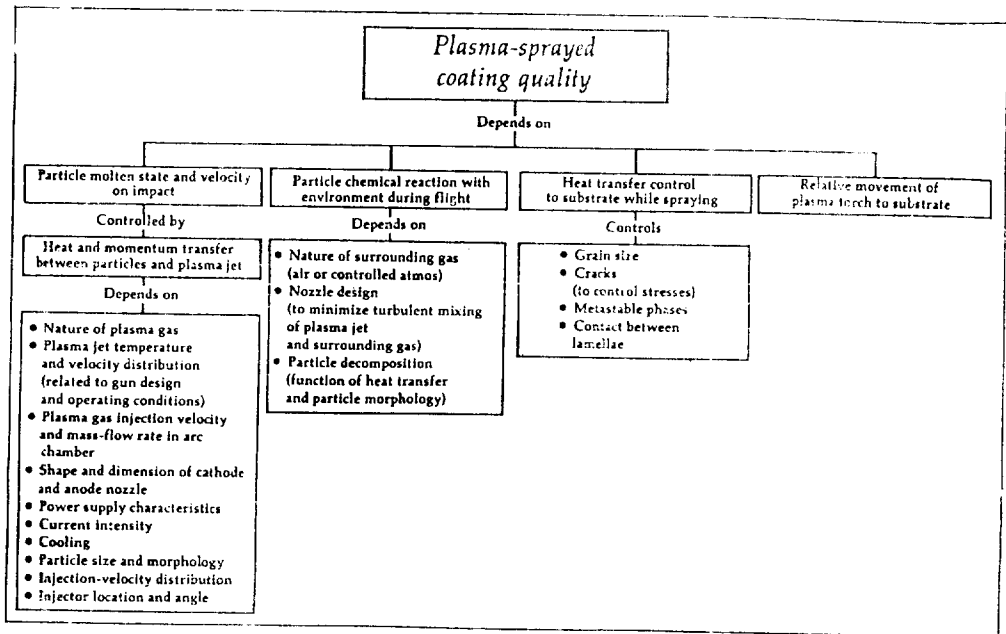 Plasma-sprayed
coating quality
Depends on
Particle molten state and velocity
on impact
Controlled by
Heat and momentum transfer
between particles and plasma jet
Depends on
• Nature of plasma gas
• Plasma jet temperature
and velocity distribution
(related to gun design
and operating conditions)
• Plasma gas injection velocity
and mass-flow rate in arc
chamber
• Shape and dimension of cathode
and anode nozzle
• Power supply characteristics
• Current intensity
• Cooling
• Particle size and morphology
• Injection-velocity distribution
• Injector location and angle
Particle chemical reaction with
environment during flight
Depends on
• Nature of surrounding gas
(air or controlled atmos)
• Nozzle design
(to minimize turbulent mixing
of plasma jet
and surrounding gas)
• Particle decomposition
(function of heat transfer
and particle morphology)
Heat transfer control
to substrate while spraying
Controls
• Grain size
• Cracks
(to control stresses)
• Metastable phases
• Contact between
lamellae
Relative movement of
plasma torch to substrate